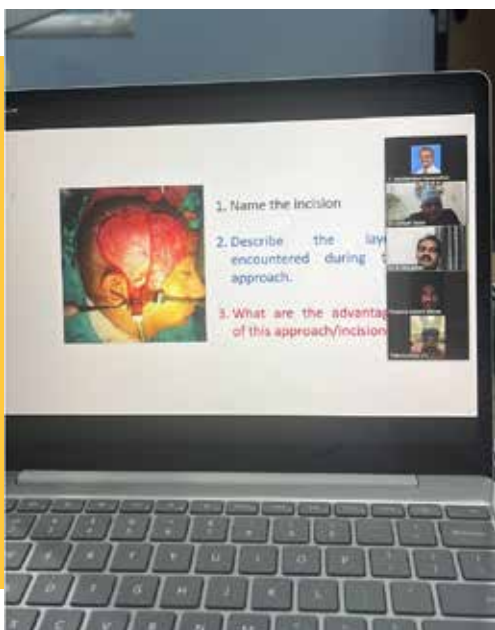 1. Name the incision
2. Describe the lay
encountered during t
approach.
3. What are the advantag
of this approach/incision